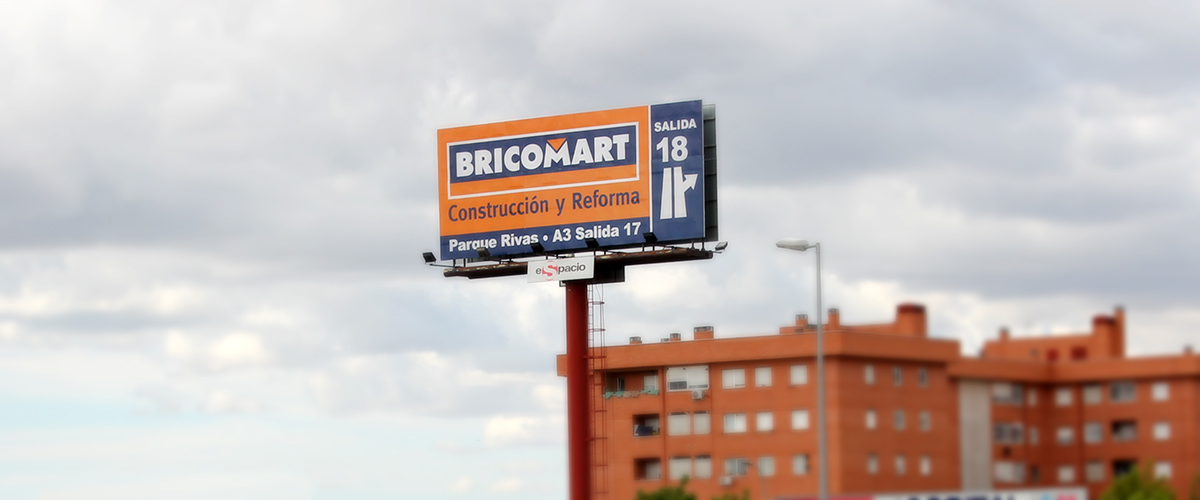 BRICOMART
Construcción y Reforma
Parque Rivas • A3 Salida 17
SALIDA
18
eSpacio